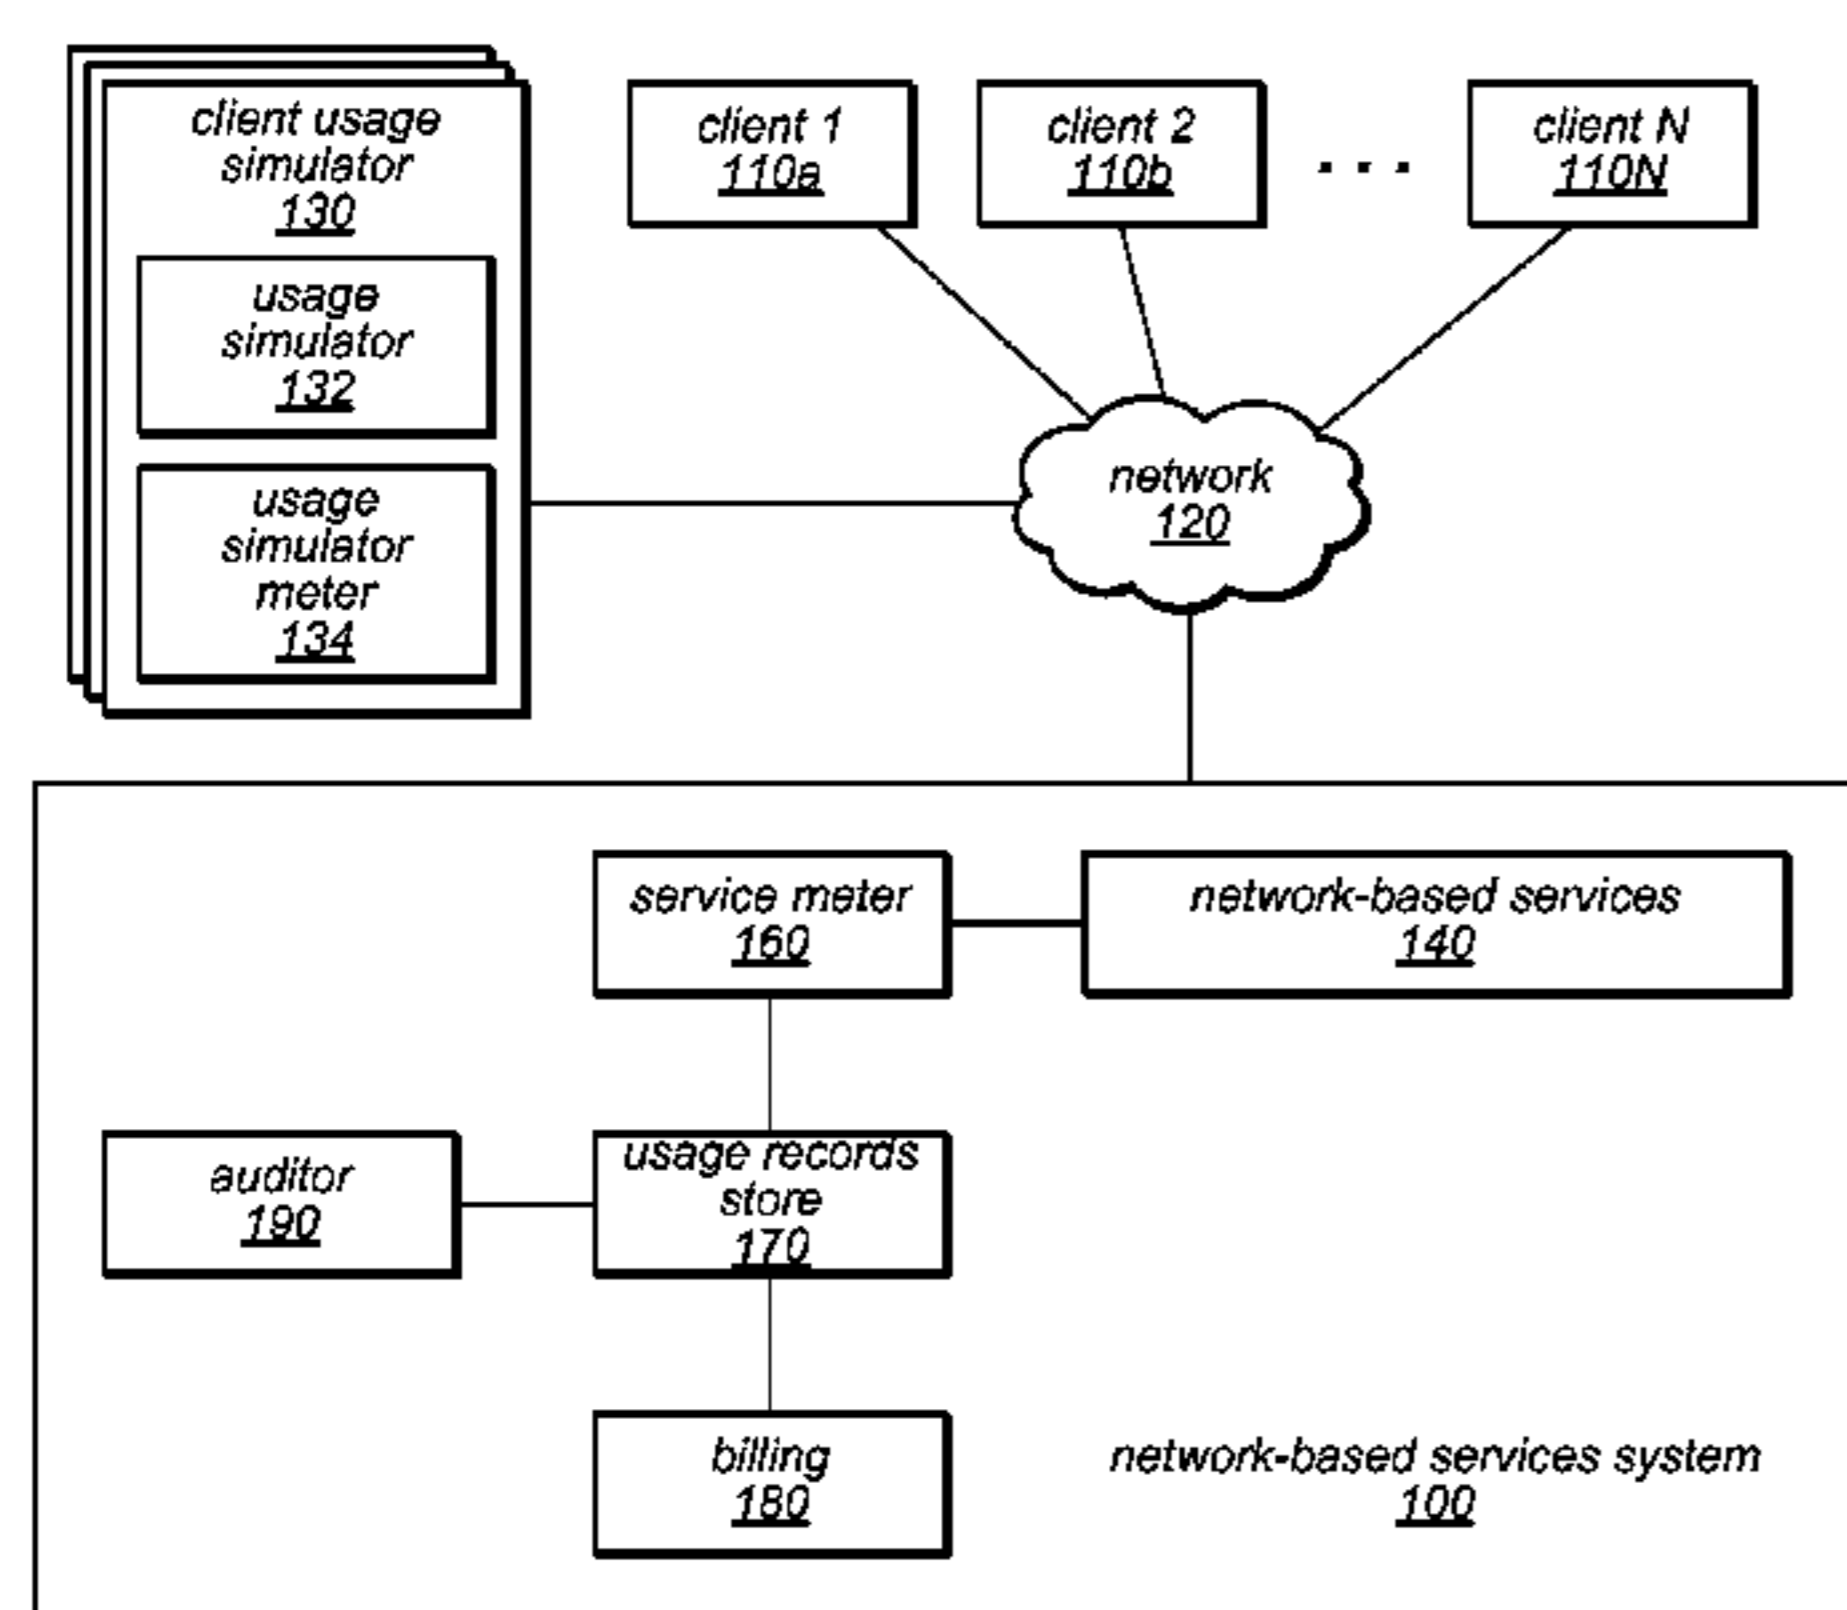 client usage
simulator
130
usage
simulator
132
usage
simulator
meter
134
client 1
110a
client 2
110b
. . .
client N
110N
network
120
service meter
160
network-based services
140
auditor
190
usage records
store
170
billing
180
network-based services system
100